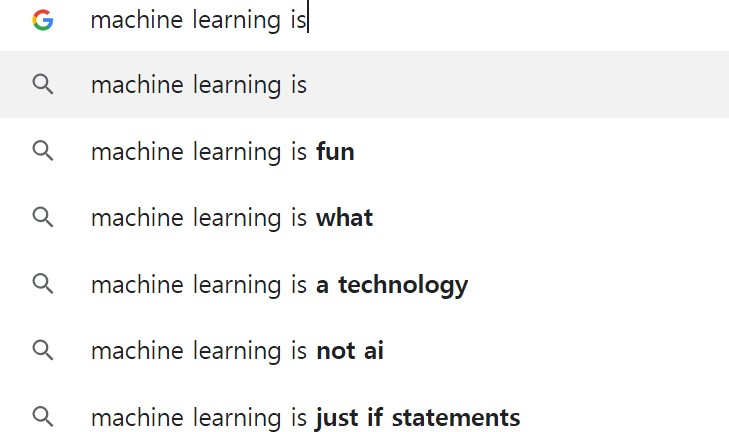 machine learning is
machine learning is
machine learning is fun
machine learning is what
machine learning is a technology
machine learning is not ai
machine learning is just if statements